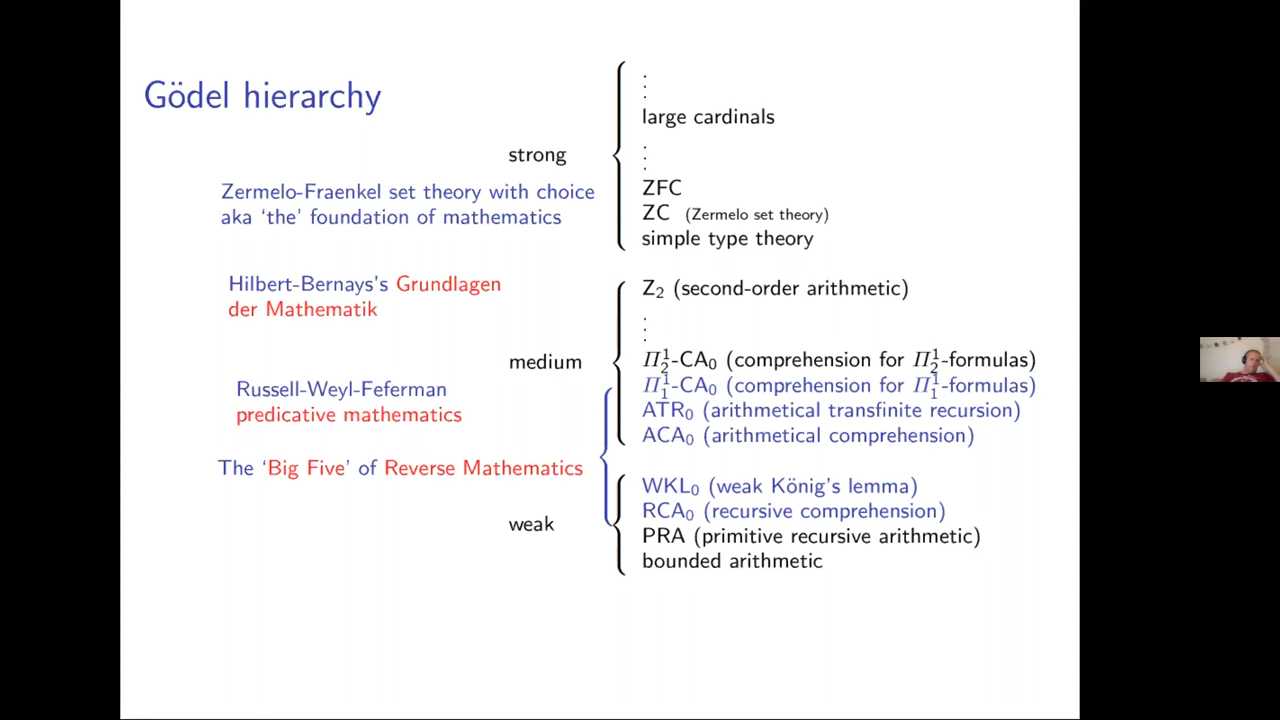 Gödel hierarchy
large cardinals
strong
ZFC
Zermelo-Fraenkel set theory with choice
aka ‘the’ foundation of mathematics
ZC (Zermelo set theory)
simple type theory
Hilbert-Bernays's Grundlagen
der Mathematik
Z₂ (second-order arithmetic)
medium
Π¹₂-CA₀ (comprehension for Π¹₂-formulas)
Π¹₁-CA₀ (comprehension for Π¹₁-formulas)
Russell-Weyl-Feferman
predicative mathematics
ATR₀ (arithmetical transfinite recursion)
ACA₀ (arithmetical comprehension)
The ‘Big Five’ of Reverse Mathematics
WKL₀ (weak König's lemma)
RCA₀ (recursive comprehension)
weak
PRA (primitive recursive arithmetic)
bounded arithmetic